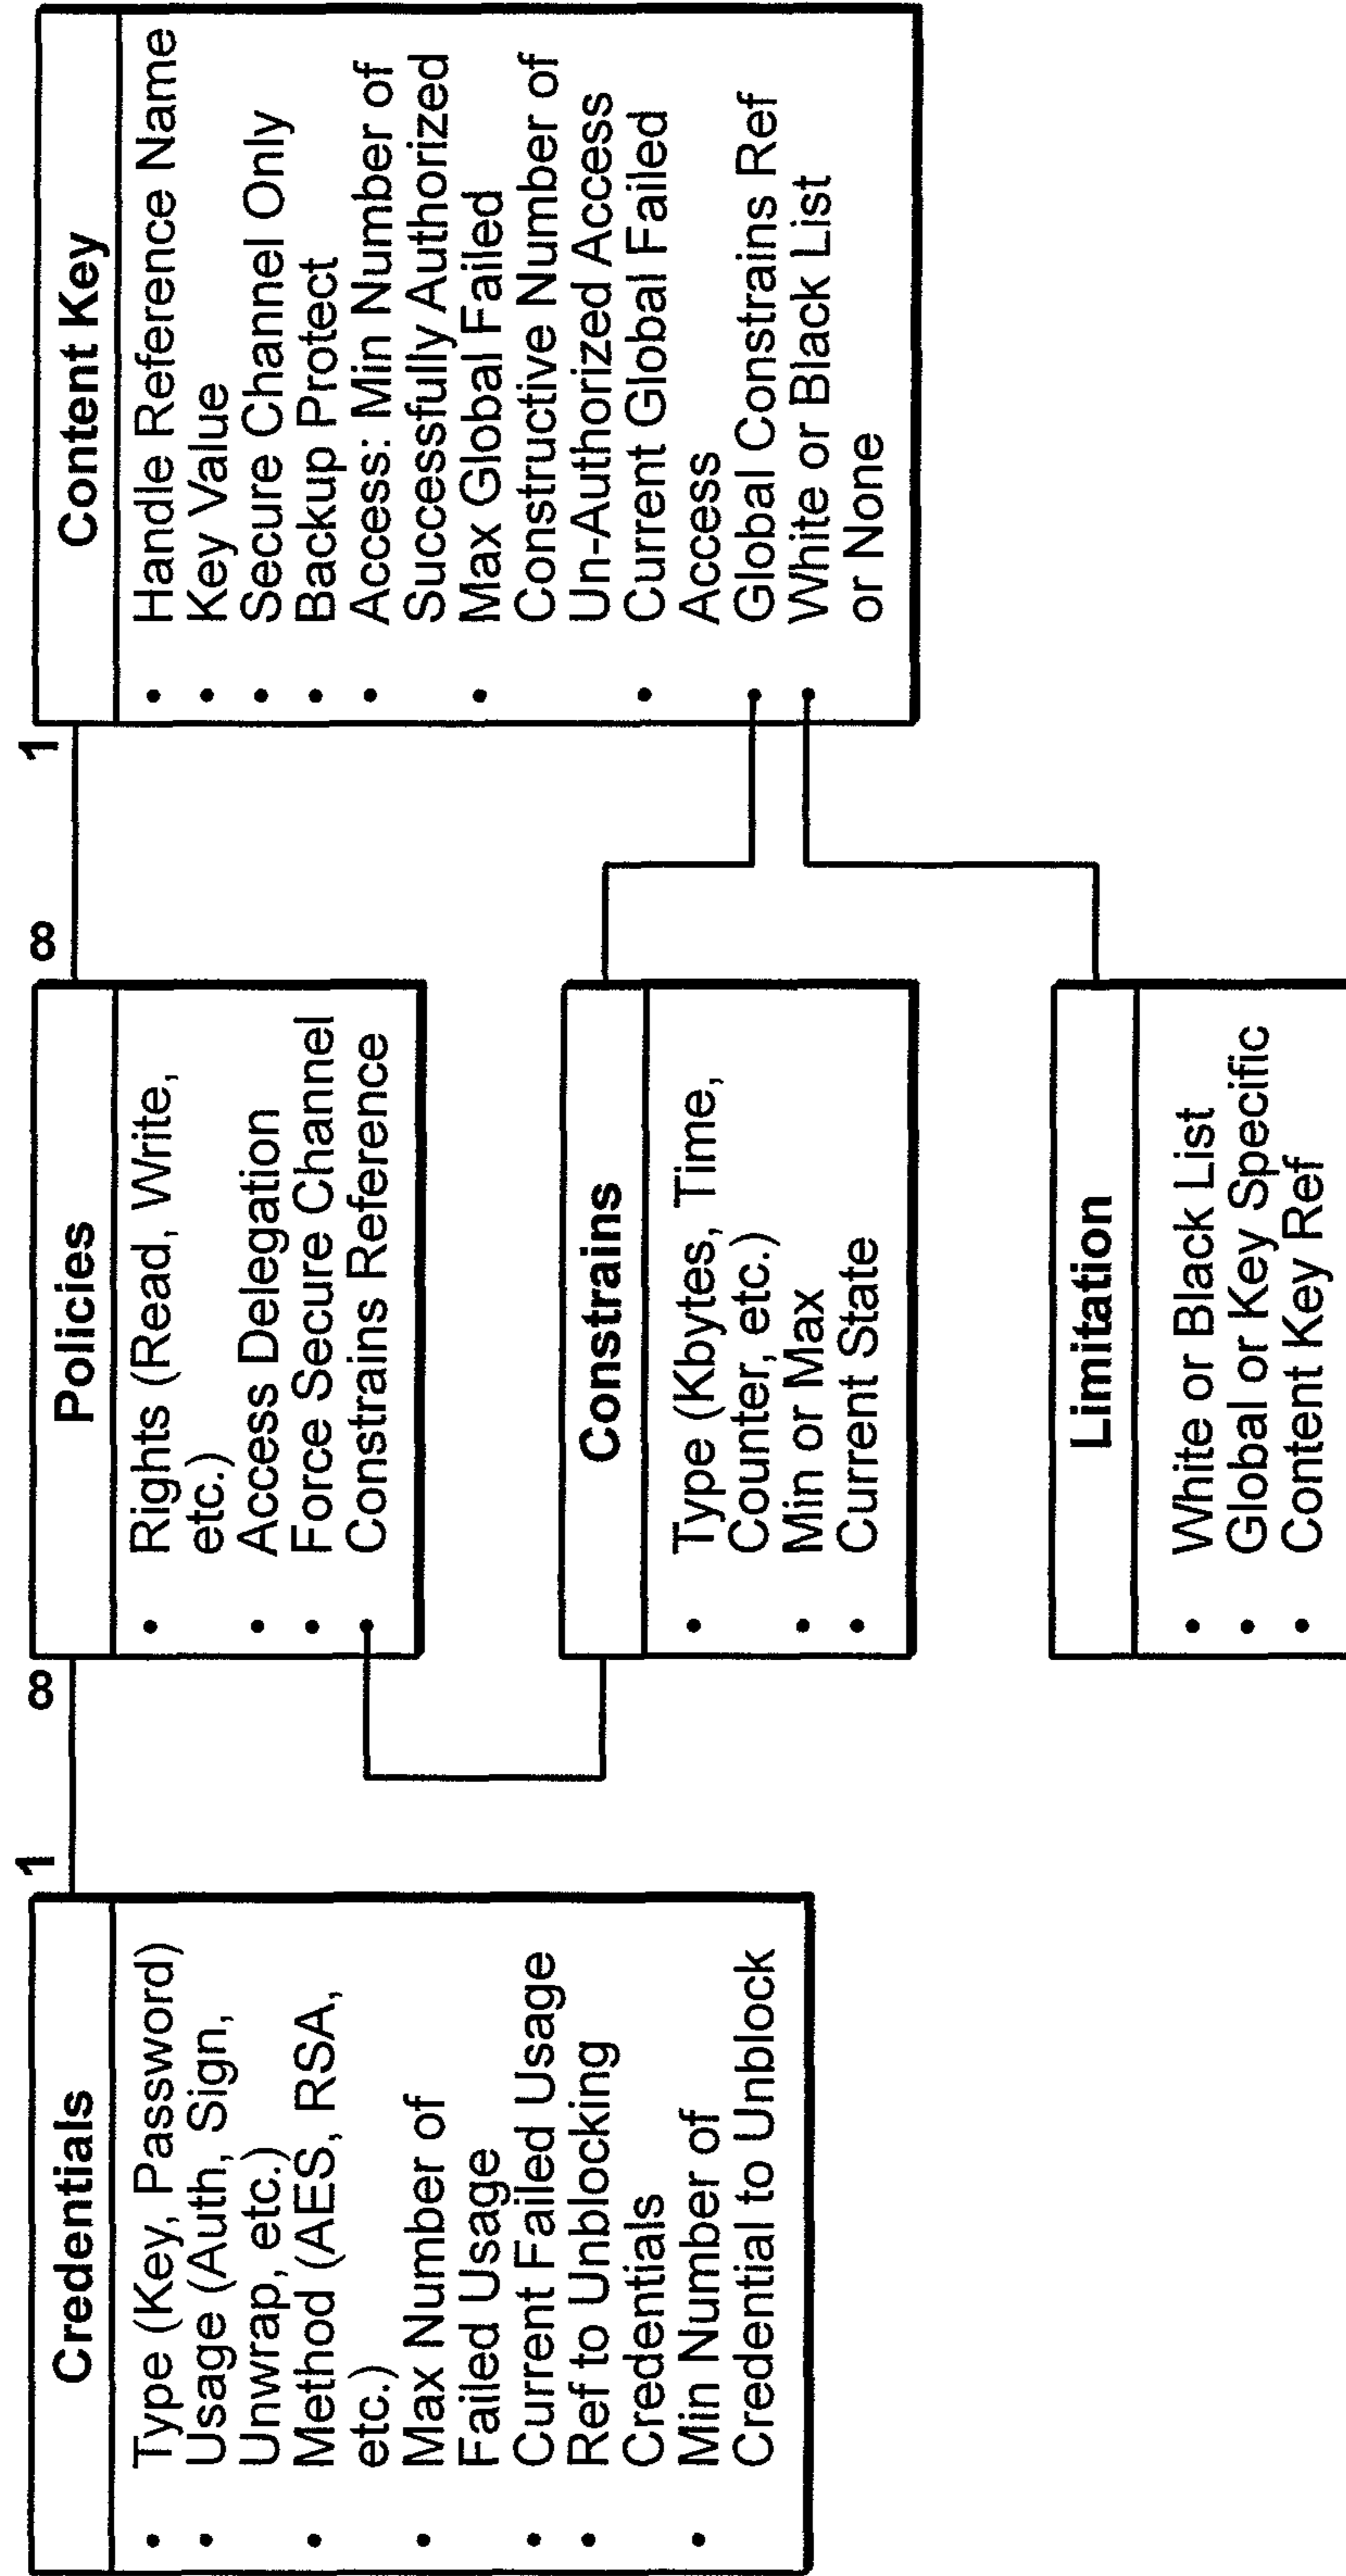 Credentials
• Type (Key, Password)
• Usage (Auth, Sign,
Unwrap, etc.)
• Method (AES, RSA,
etc.)
• Max Number of
Failed Usage
• Current Failed Usage
• Ref to Unblocking
Credentials
• Min Number of
Credential to Unblock
1
8
Policies
• Rights (Read, Write,
etc.)
• Access Delegation
• Force Secure Channel
• Constrains Reference
8
1
Constrains
• Type (Kbytes, Time,
Counter, etc.)
• Min or Max
• Current State
Limitation
• White or Black List
• Global or Key Specific
• Content Key Ref
Content Key
• Handle Reference Name
• Key Value
• Secure Channel Only
• Backup Protect
• Access: Min Number of
Successfully Authorized
• Max Global Failed
Constructive Number of
Un-Authorized Access
• Current Global Failed
Access
• Global Constrains Ref
• White or Black List
or None